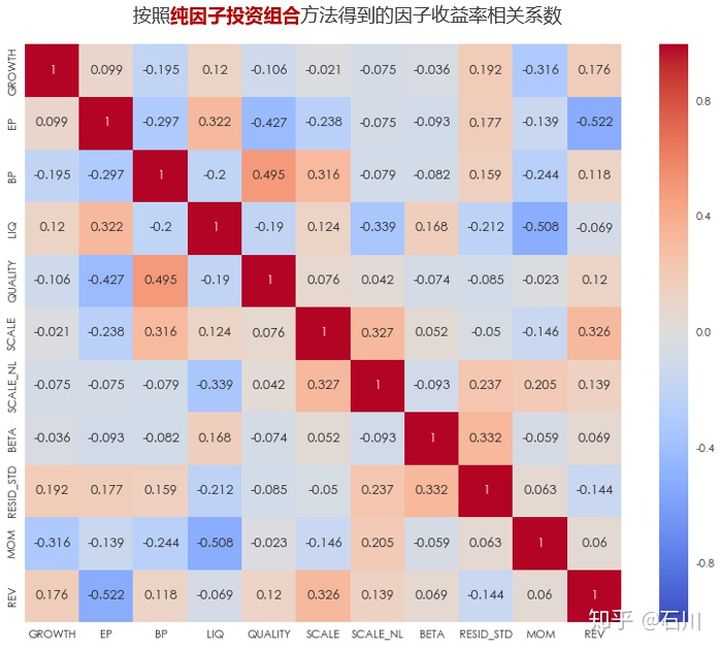 按照纯因子投资组合方法得到的因子收益率相关系数
GROWTH 1 0.099 -0.195 0.12 -0.106 -0.021 -0.075 -0.036 0.192 -0.316 0.176
EP 0.099 1 -0.297 0.322 -0.427 -0.238 -0.075 -0.093 0.177 -0.139 -0.522
BP -0.195 -0.297 1 -0.2 0.495 0.316 -0.079 -0.082 0.159 -0.244 0.118
LIQ 0.12 0.322 -0.2 1 -0.19 0.124 -0.339 0.168 -0.212 -0.508 -0.069
QUALITY -0.106 -0.427 0.495 -0.19 1 0.076 0.042 -0.074 -0.085 -0.023 0.12
SCALE -0.021 -0.238 0.316 0.124 0.076 1 0.327 0.052 -0.05 -0.146 0.326
SCALE_NL -0.075 -0.075 -0.079 -0.339 0.042 0.327 1 -0.093 0.237 0.205 0.139
BETA -0.036 -0.093 -0.082 0.168 -0.074 0.052 -0.093 1 0.332 -0.059 0.069
RESID_STD 0.192 0.177 0.159 -0.212 -0.085 -0.05 0.237 0.332 1 0.063 -0.144
MOM -0.316 -0.139 -0.244 -0.508 -0.023 -0.146 0.205 -0.059 0.063 1 0.06
REV 0.176 -0.522 0.118 -0.069 0.12 0.326 0.139 0.069 -0.144 0.06 1
GROWTH EP BP LIQ QUALITY SCALE SCALE_NL BETA RESID_STD MOM REV
0.8
0.4
0.0
-0.4
-0.8
知乎 @石川